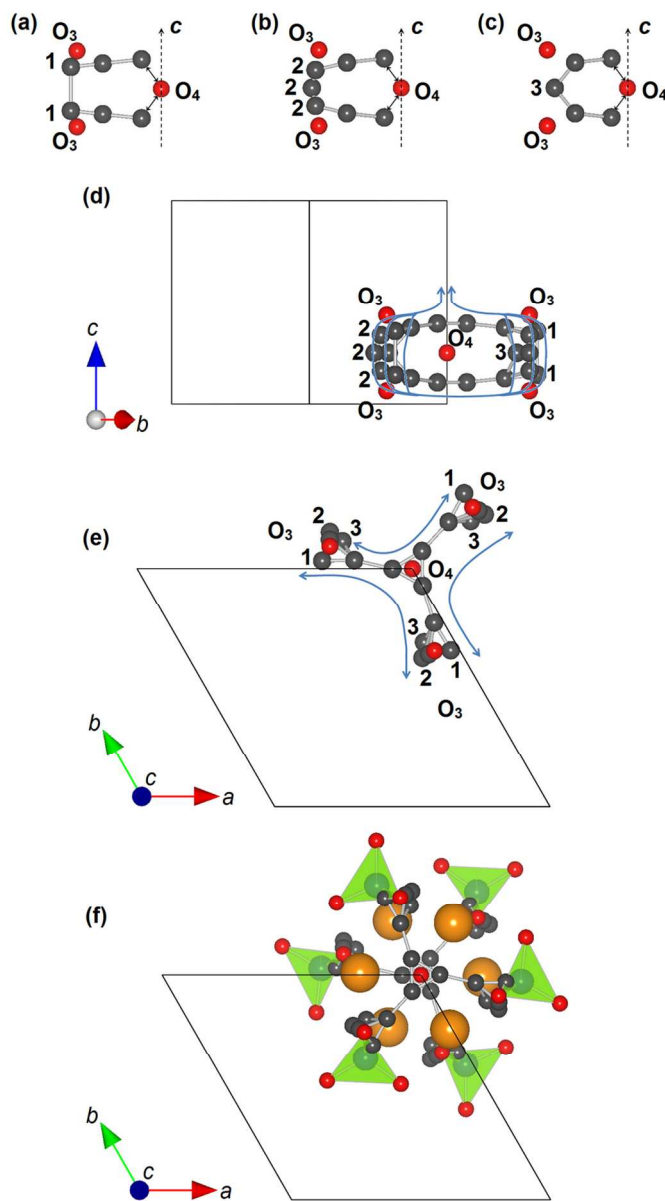 (a) (b) (c)
O3 c O3 c O3 c
1 2
2 O4 3 O4
1 O4 2
O3 O3 O3
(d)
O3 O3
2 1
c 2 O4 3
2 1
b O3 O3
1 O3
(e) O3 2 3 2
3
1 O4
3
b 2 1
c O3
a
(f)
b
c
a